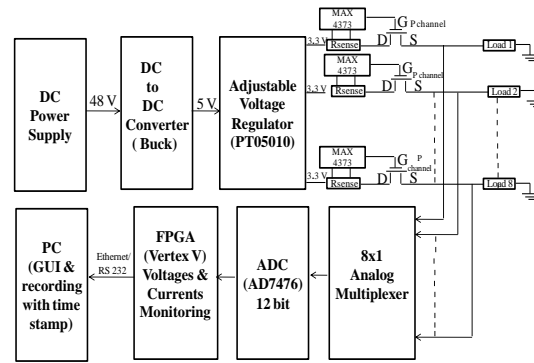 DC
Power
Supply
48 V
DC
to
DC
Converter
( Buck)
5 V
Adjustable
Voltage
Regulator
(PT05010)
MAX
4373
3.3 V
Rsense
D
G
S
P channel
Load 1
MAX
4373
3.3 V
Rsense
D
G
S
P channel
Load 2
MAX
4373
3.3 V
Rsense
D
G
S
P
channel
Load 8
PC
(GUI &
recording
with time
stamp)
Ethernet/
RS 232
FPGA
(Vertex V)
Voltages &
Currents
Monitoring
ADC
(AD7476)
12 bit
8x1
Analog
Multiplexer